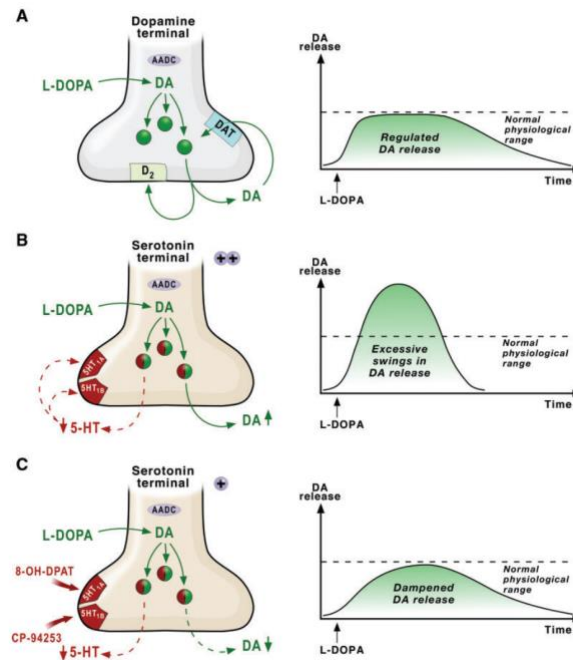 A
Dopamine
terminal
AADC
L-DOPA
DA
DAT
D2
DA
DA
release
Normal
physiological
range
Regulated
DA release
Time
L-DOPA
B
Serotonin
terminal
++
AADC
L-DOPA
DA
5HT1A
5HT1B
5-HT
DA
DA
release
Normal
physiological
range
Excessive
swings in
DA release
Time
L-DOPA
C
Serotonin
terminal
+
AADC
L-DOPA
DA
8-OH-DPAT
5HT1A
5HT1B
CP-94253
5-HT
DA
DA
release
Normal
physiological
range
Dampened
DA release
Time
L-DOPA